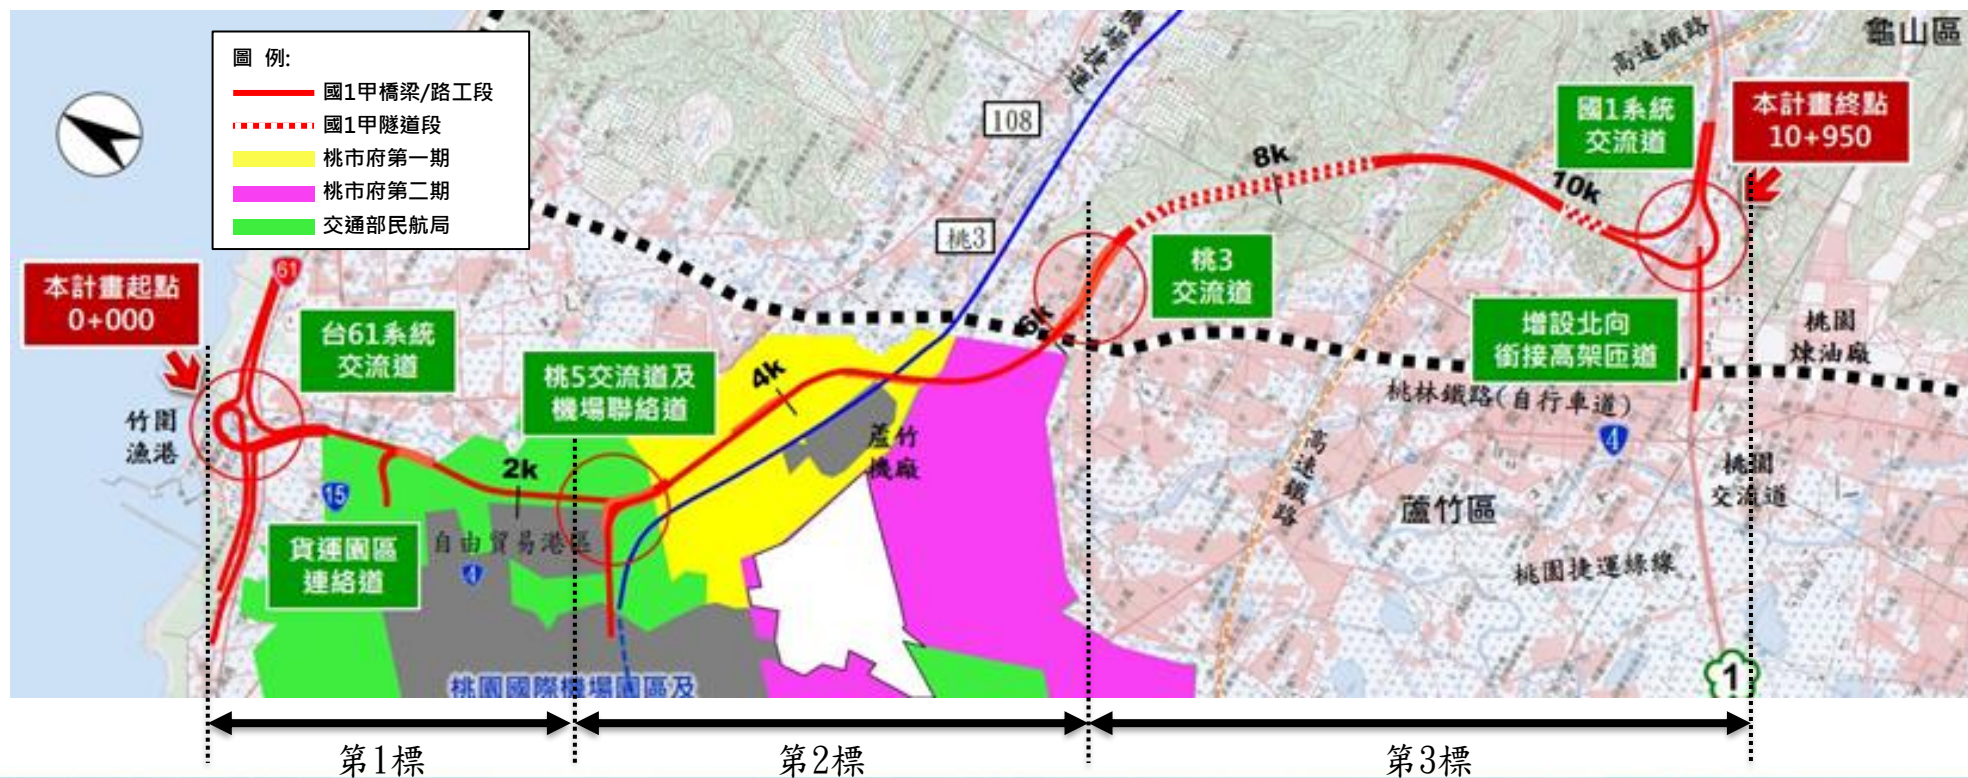 圖 例:
國1甲橋梁/路工段
國1甲隧道段
桃市府第一期
桃市府第二期
交通部民航局
機場捷運
108
桃3
高速鐵路
龜山區
國1系統
交流道
本計畫終點
10+950
8k
10k
61
本計畫起點
0+000
台61系統
交流道
竹圍
漁港
桃5交流道及
機場聯絡道
4k
6k
桃3
交流道
增設北向
銜接高架匝道
桃園
煉油廠
桃林鐵路(自行車道)
4
蘆竹
機廠
高速鐵路
桃園
交流道
2k
15
貨運園區
連絡道
自由貿易港區
4
蘆竹區
桃園捷運綠線
桃園國際機場園區及
1
第1標
第2標
第3標